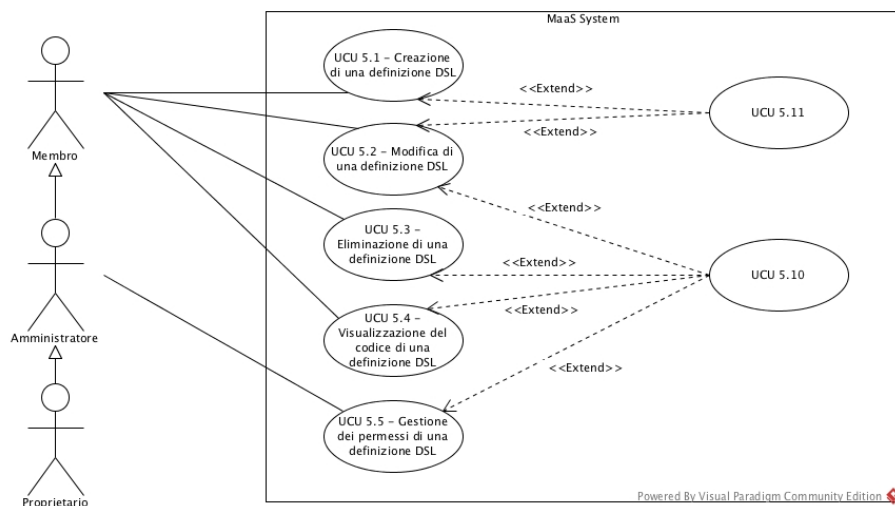 MaaS System
UCU 5.1 - Creazione
di una definizione DSL
<<Extend>>
UCU 5.11
<<Extend>>
UCU 5.2 - Modifica di
una definizione DSL
Membro
<<Extend>>
UCU 5.3 -
Eliminazione di una
definizione DSL
<<Extend>>
UCU 5.10
<<Extend>>
UCU 5.4 -
Visualizzazione del
codice di una
definizione DSL
Amministratore
<<Extend>>
UCU 5.5 - Gestione
dei permessi di una
definizione DSL
Proprietario
Powered By Visual Paradigm Community Edition